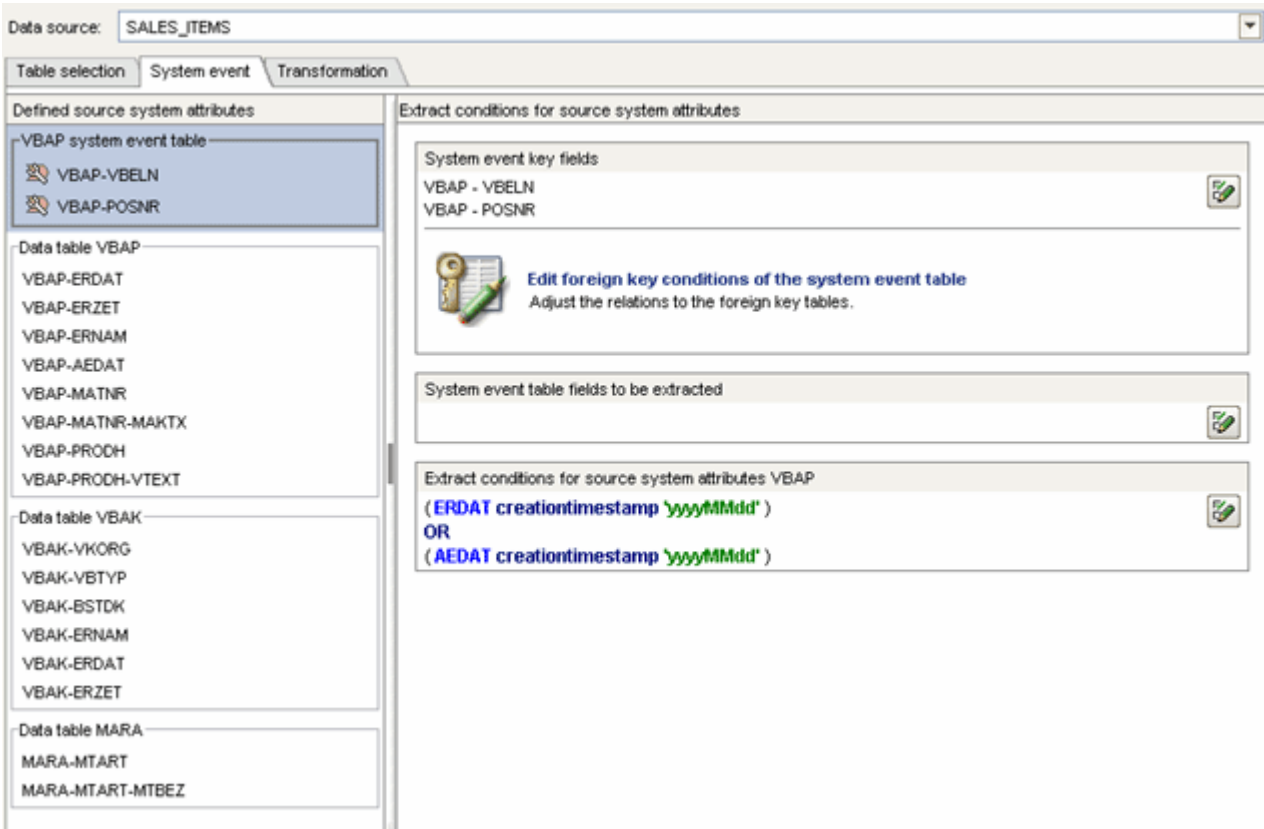 Data source: SALES_ITEMS
Table selection System event Transformation
Defined source system attributes
VBAP system event table
VBAP-VBELN
VBAP-POSNR
Data table VBAP
VBAP-ERDAT
VBAP-ERZET
VBAP-ERNAM
VBAP-AEDAT
VBAP-MATNR
VBAP-MATNR-MAKTX
VBAP-PRODH
VBAP-PRODH-VTEXT
Data table VBAK
VBAK-VKORG
VBAK-VBTYP
VBAK-BSTDK
VBAK-ERNAM
VBAK-ERDAT
VBAK-ERZET
Data table MARA
MARA-MTART
MARA-MTART-MTBEZ
Extract conditions for source system attributes
System event key fields
VBAP - VBELN
VBAP - POSNR
Edit foreign key conditions of the system event table
Adjust the relations to the foreign key tables.
System event table fields to be extracted
Extract conditions for source system attributes VBAP
(ERDAT creationtimestamp 'yyyyMMdd' )
OR
(AEDAT creationtimestamp 'yyyyMMdd' )